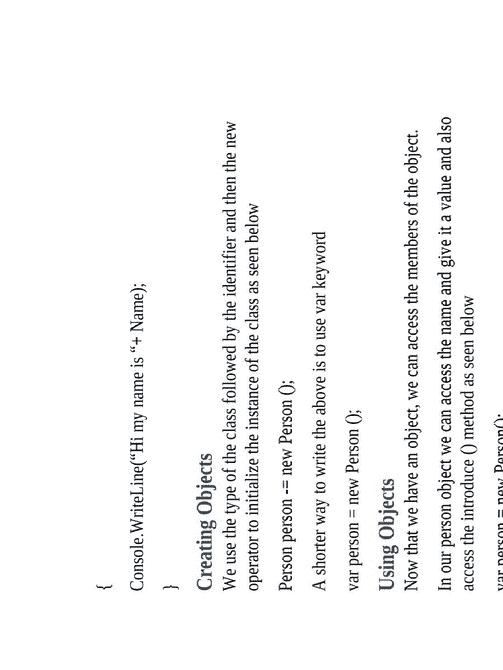 {
Console.WriteLine(“Hi my name is “+ Name);
}
Creating Objects
We use the type of the class followed by the identifier and then the new
operator to initialize the instance of the class as seen below
Person person -= new Person ();
A shorter way to write the above is to use var keyword
var person = new Person ();
Using Objects
Now that we have an object, we can access the members of the object.
In our person object we can access the name and give it a value and also
access the introduce () method as seen below
var person = new Person();